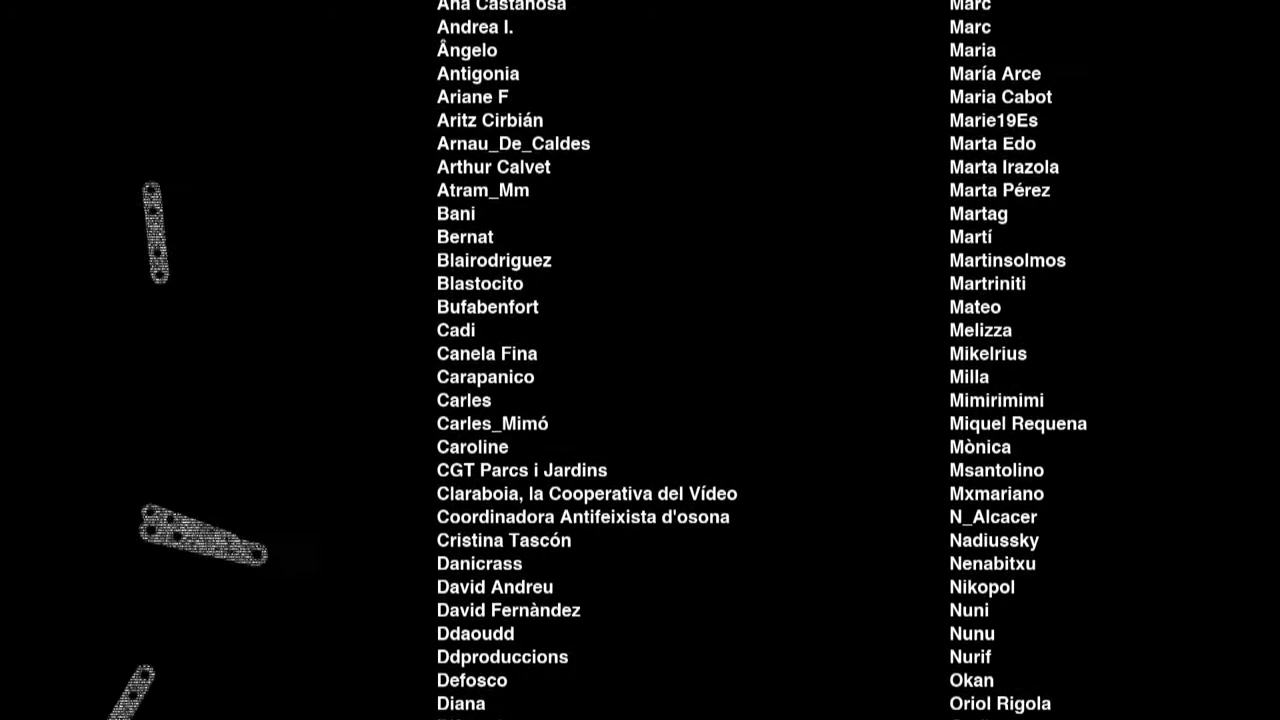 Ana Castañosa
Andrea I.
Ângelo
Antigonia
Ariane F
Aritz Cirbián
Arnau_De_Caldes
Arthur Calvet
Atram_Mm
Bani
Bernat
Blairodriguez
Blastocito
Bufabenfort
Cadi
Canela Fina
Carapanico
Carles
Carles_Mimó
Caroline
CGT Parcs i Jardins
Claraboia, la Cooperativa del Vídeo
Coordinadora Antifeixista d'osona
Cristina Tascón
Danicrass
David Andreu
David Fernàndez
Ddaoudd
Ddproduccions
Defosco
Diana
Marc
Marc
Maria
María Arce
Maria Cabot
Marie19Es
Marta Edo
Marta Irazola
Marta Pérez
Martag
Martí
Martinsolmos
Martriniti
Mateo
Melizza
Mikelrius
Milla
Mimirimimi
Miquel Requena
Mònica
Msantolino
Mxmariano
N_Alcacer
Nadiussky
Nenabitxu
Nikopol
Nuni
Nunu
Nurif
Okan
Oriol Rigola